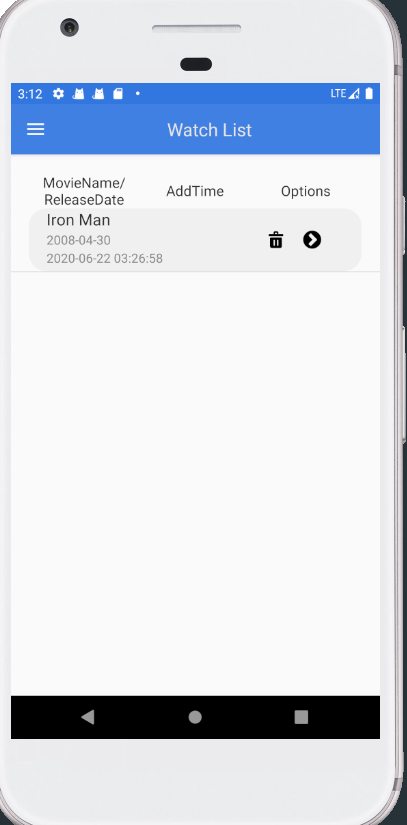 3:12
LTE
Watch List
MovieName/
ReleaseDate
AddTime
Options
Iron Man
2008-04-30
2020-06-22 03:26:58